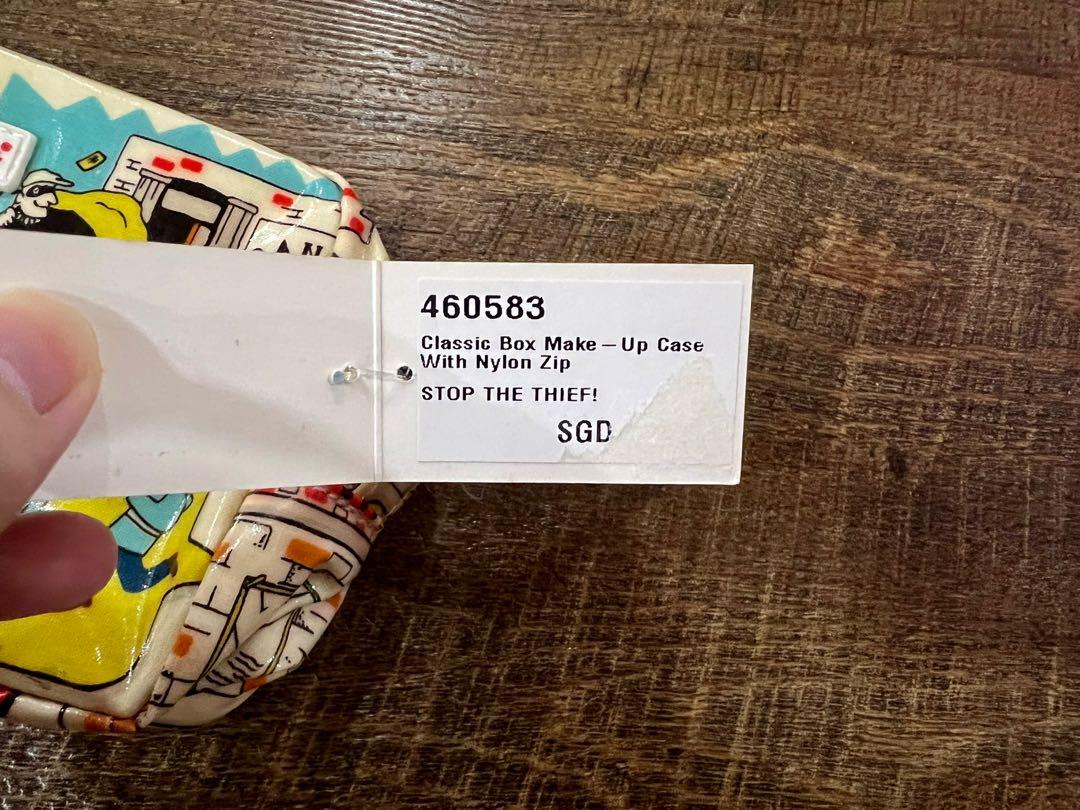 460583
Classic Box Make-Up Case
With Nylon Zip
STOP THE THIEF!
SGD